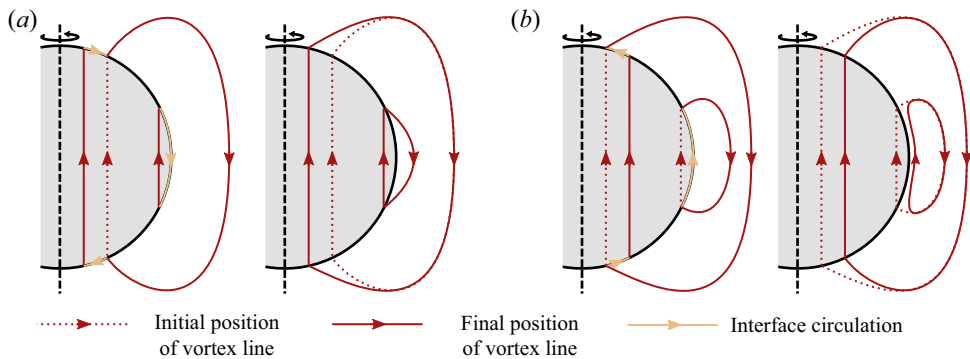 (a)
(b)
Initial position
of vortex line
Final position
of vortex line
Interface circulation